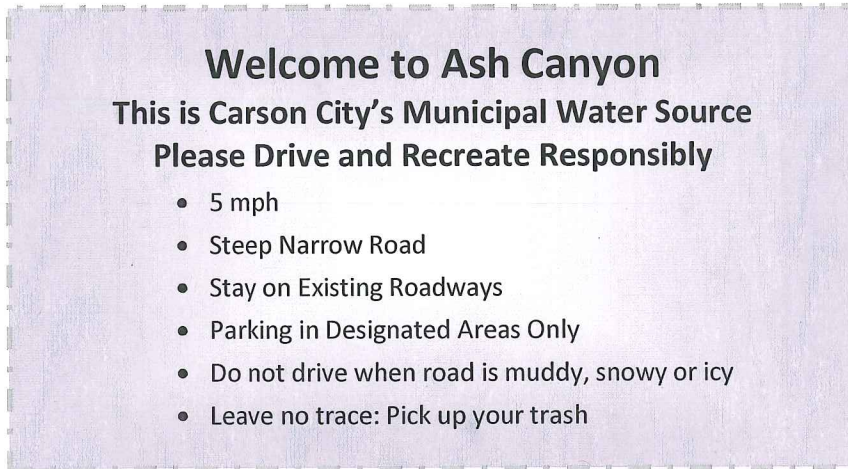 Welcome to Ash Canyon
This is Carson City's Municipal Water Source
Please Drive and Recreate Responsibly
• 5 mph
• Steep Narrow Road
• Stay on Existing Roadways
• Parking in Designated Areas Only
• Do not drive when road is muddy, snowy or icy
• Leave no trace: Pick up your trash